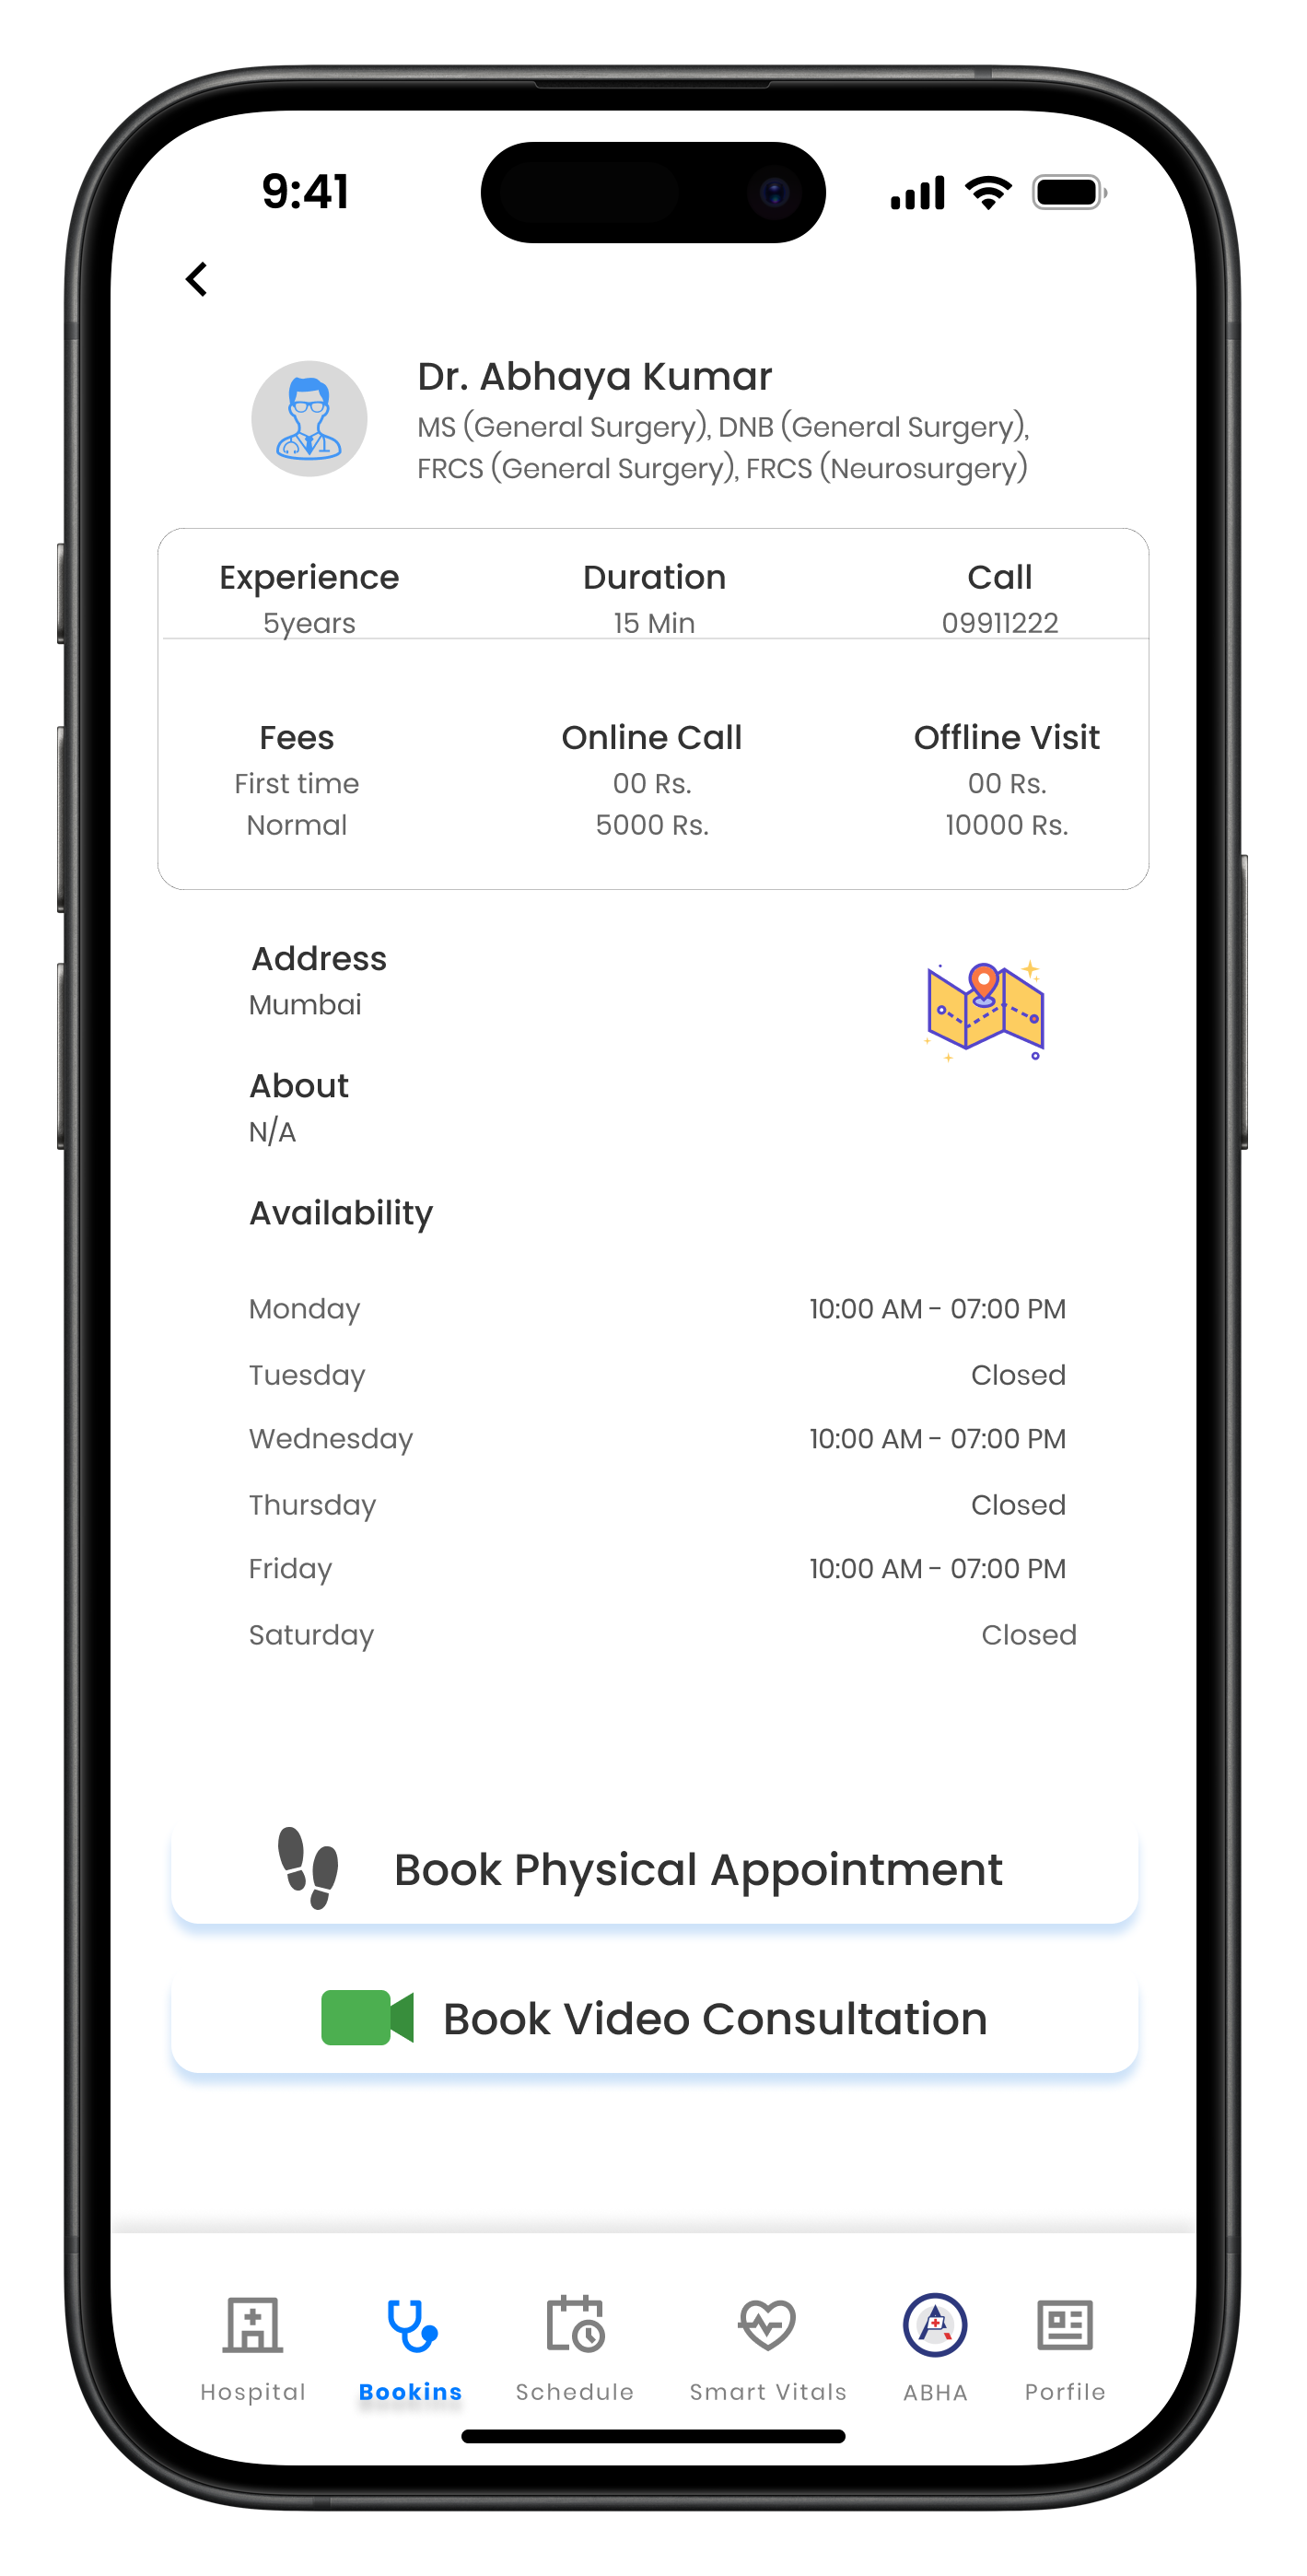 9:41
Dr. Abhaya Kumar
MS (General Surgery), DNB (General Surgery),
FRCS (General Surgery), FRCS (Neurosurgery)
Experience Duration Call
5years 15 Min 09911222
Fees Online Call Offline Visit
First time 00 Rs. 00 Rs.
Normal 5000 Rs. 10000 Rs.
Address
Mumbai
About
N/A
Availability
Monday 10:00 AM - 07:00 PM
Tuesday Closed
Wednesday 10:00 AM - 07:00 PM
Thursday Closed
Friday 10:00 AM - 07:00 PM
Saturday Closed
Book Physical Appointment
Book Video Consultation
Hospital Bookins Schedule Smart Vitals ABHA Porfile